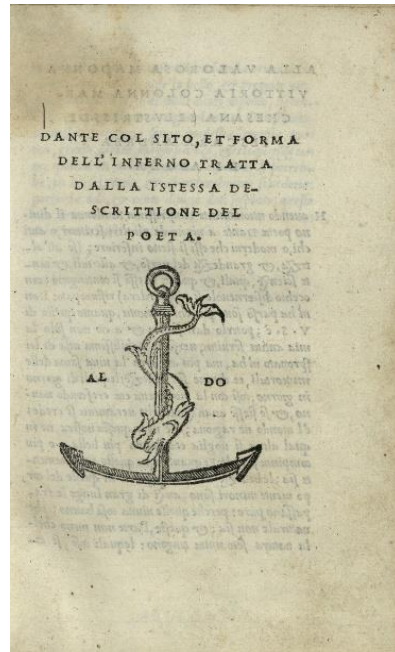 DANTE COL SITO, ET FORMA
DELL' INFERNO TRATTA
DALLA ISTESSA DE-
SCRITTIONE DEL
POETA.
AL DO